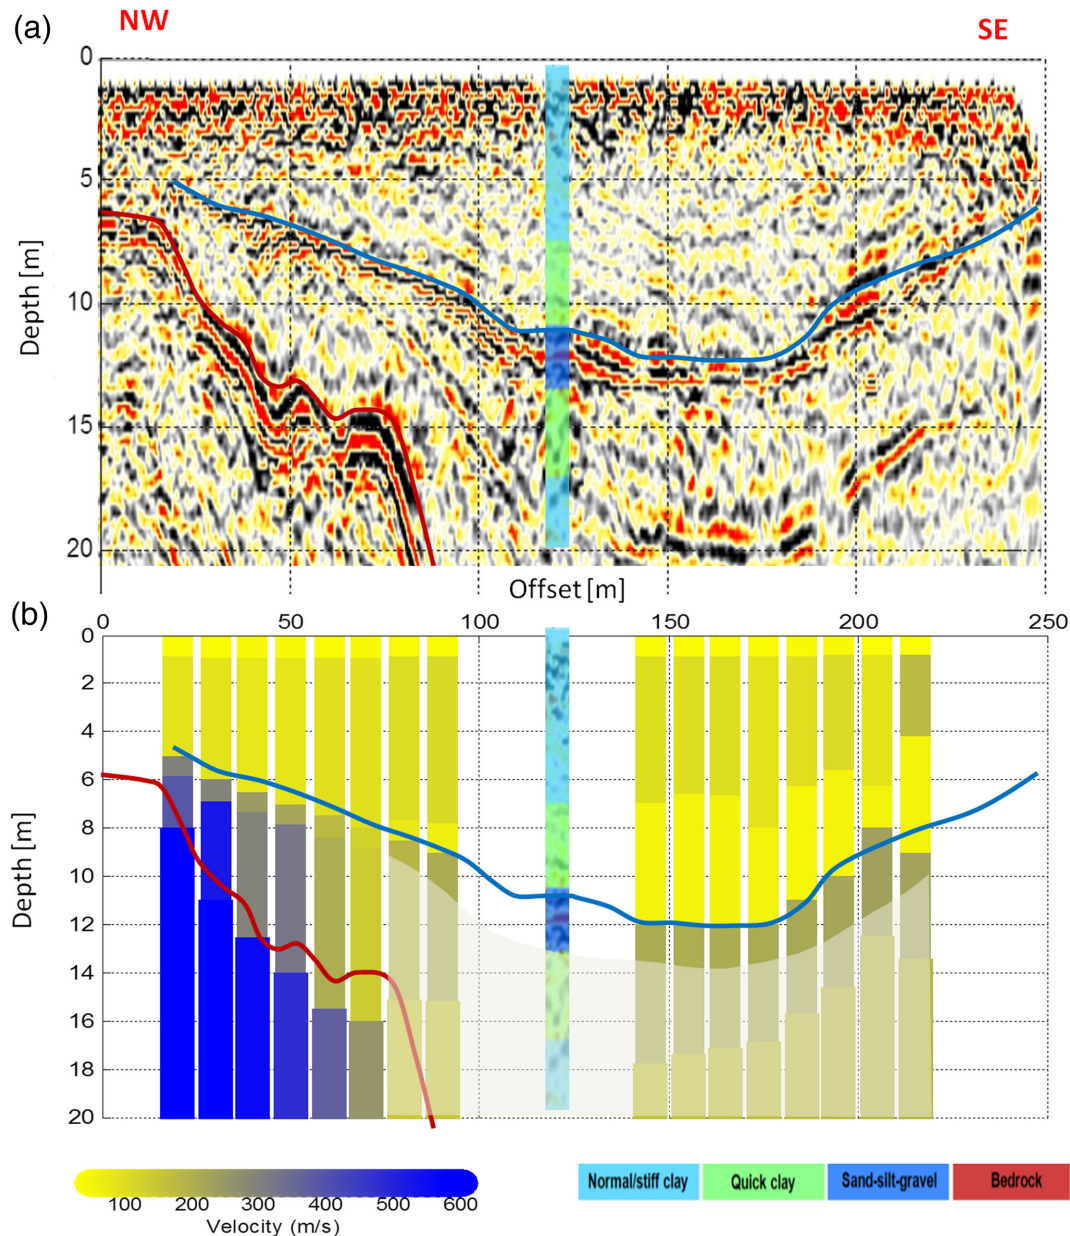 (a)
NW
SE
0
5
10
15
20
Depth [m]
Offset [m]
(b)
0 50 100 150 200 250
0
2
4
6
8
10
12
14
16
18
20
Depth [m]
100 200 300 400 500 600
Velocity (m/s)
Normal/stiff clay Quick clay Sand-silt-gravel Bedrock